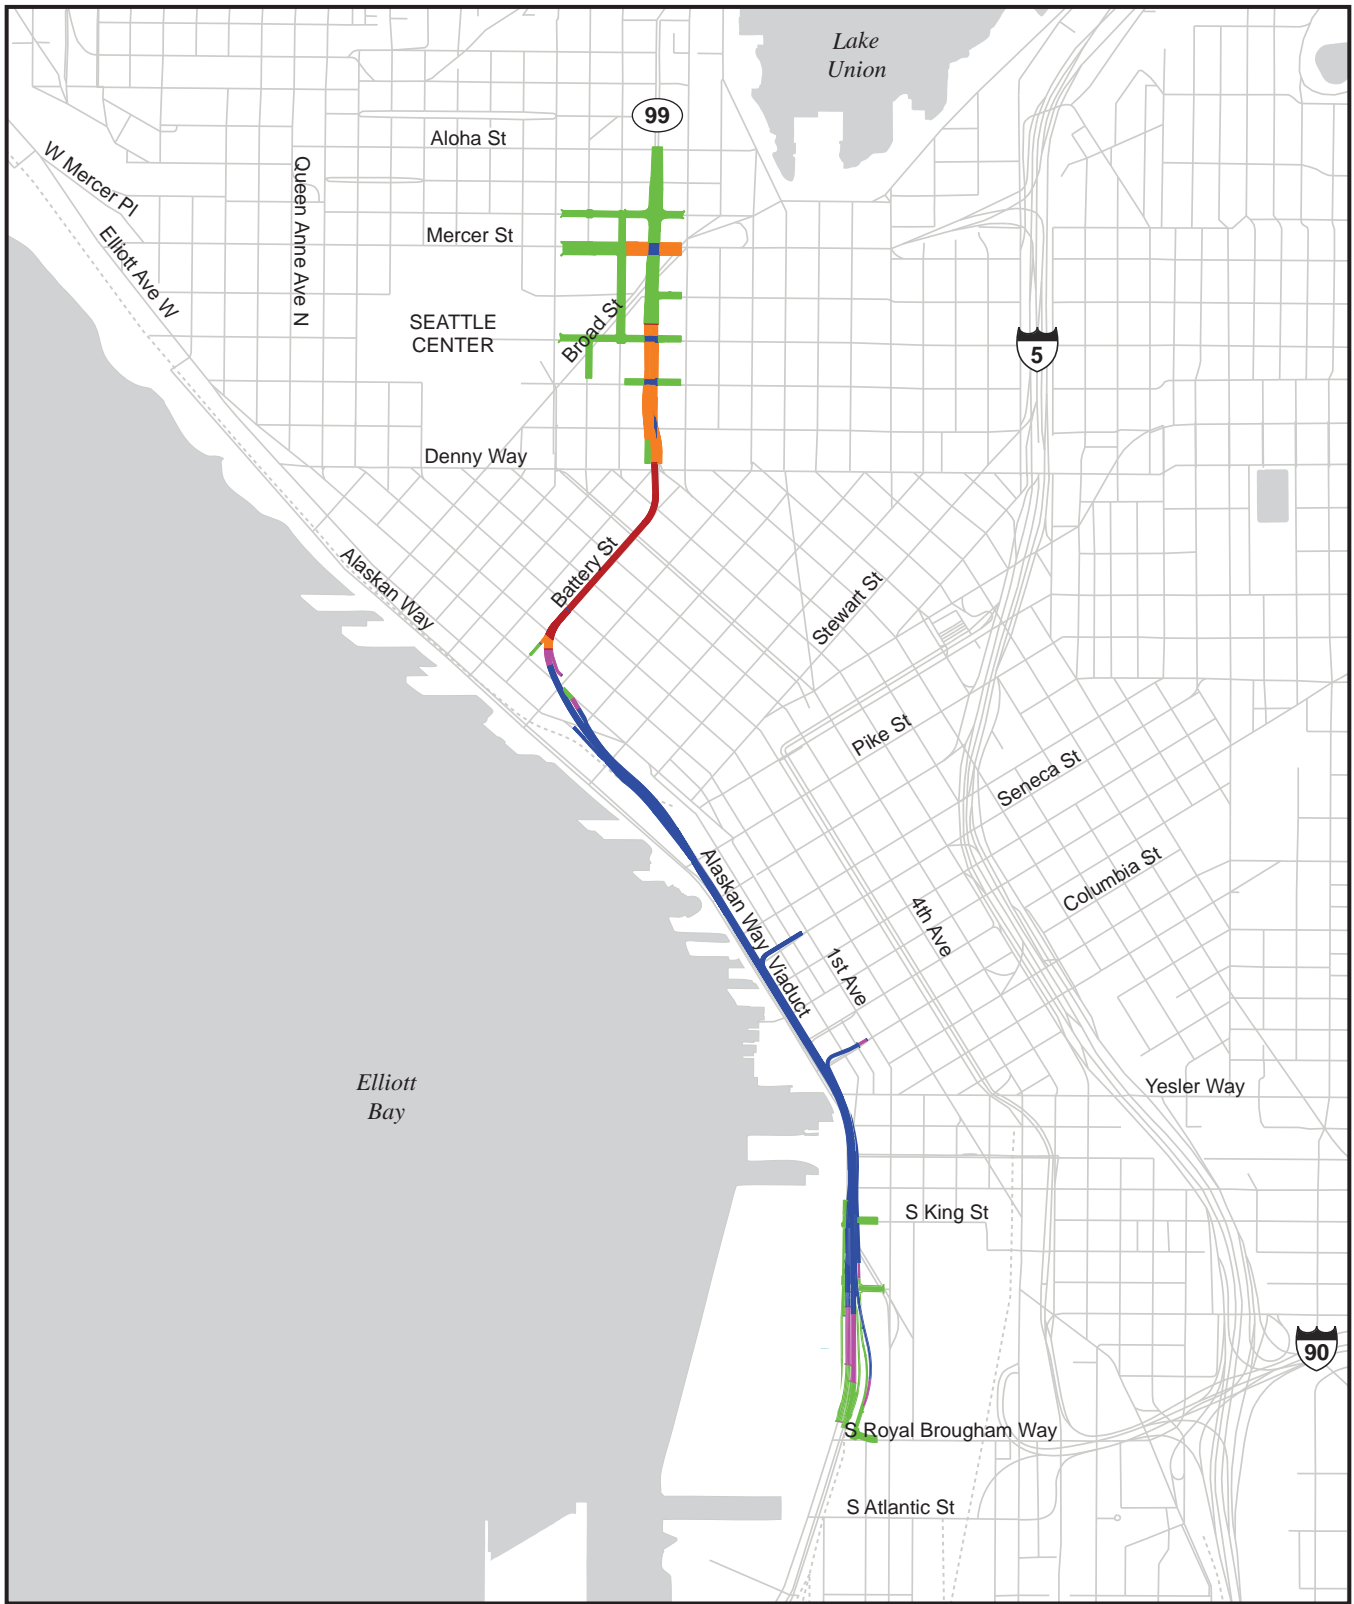 Lake
Union
99
Aloha St
W Mercer Pl
Queen Anne Ave N
Mercer St
Elliott Ave W
SEATTLE
CENTER
Broad St
5
Denny Way
Battery St
Alaskan Way
Stewart St
Pike St
Seneca St
Columbia St
Alaskan Way Viaduct
4th Ave
1st Ave
Elliott
Bay
Yesler Way
S King St
90
S Royal Brougham Way
S Atlantic St